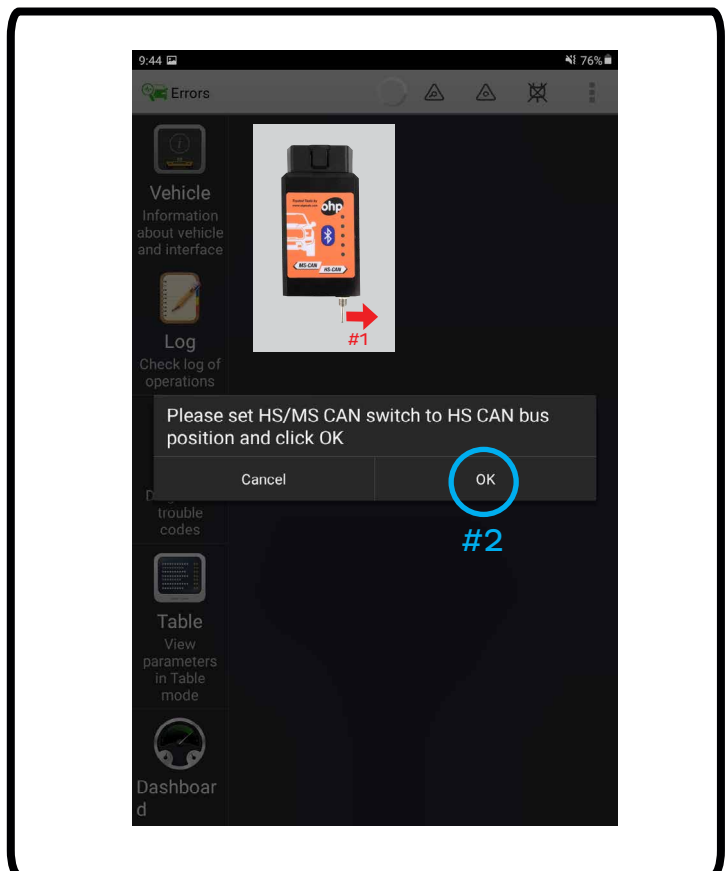 9:44
76%
Errors
Vehicle
Information
about vehicle
and interface
ohp
MS-CAN
HS-CAN
#1
Log
Check log of
operations
Please set HS/MS CAN switch to HS CAN bus
position and click OK
Cancel
OK
#2
trouble
codes
Table
View
parameters
in Table
mode
Dashboar
d